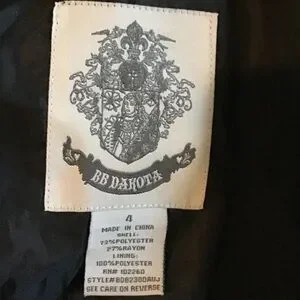 BB DAKOTA
4
MADE IN CHINA
SHELL:
73%POLYESTER
27%RAYON
LINING:
100%POLYESTER
RN# 102260
SEE CARE ON REVERSE